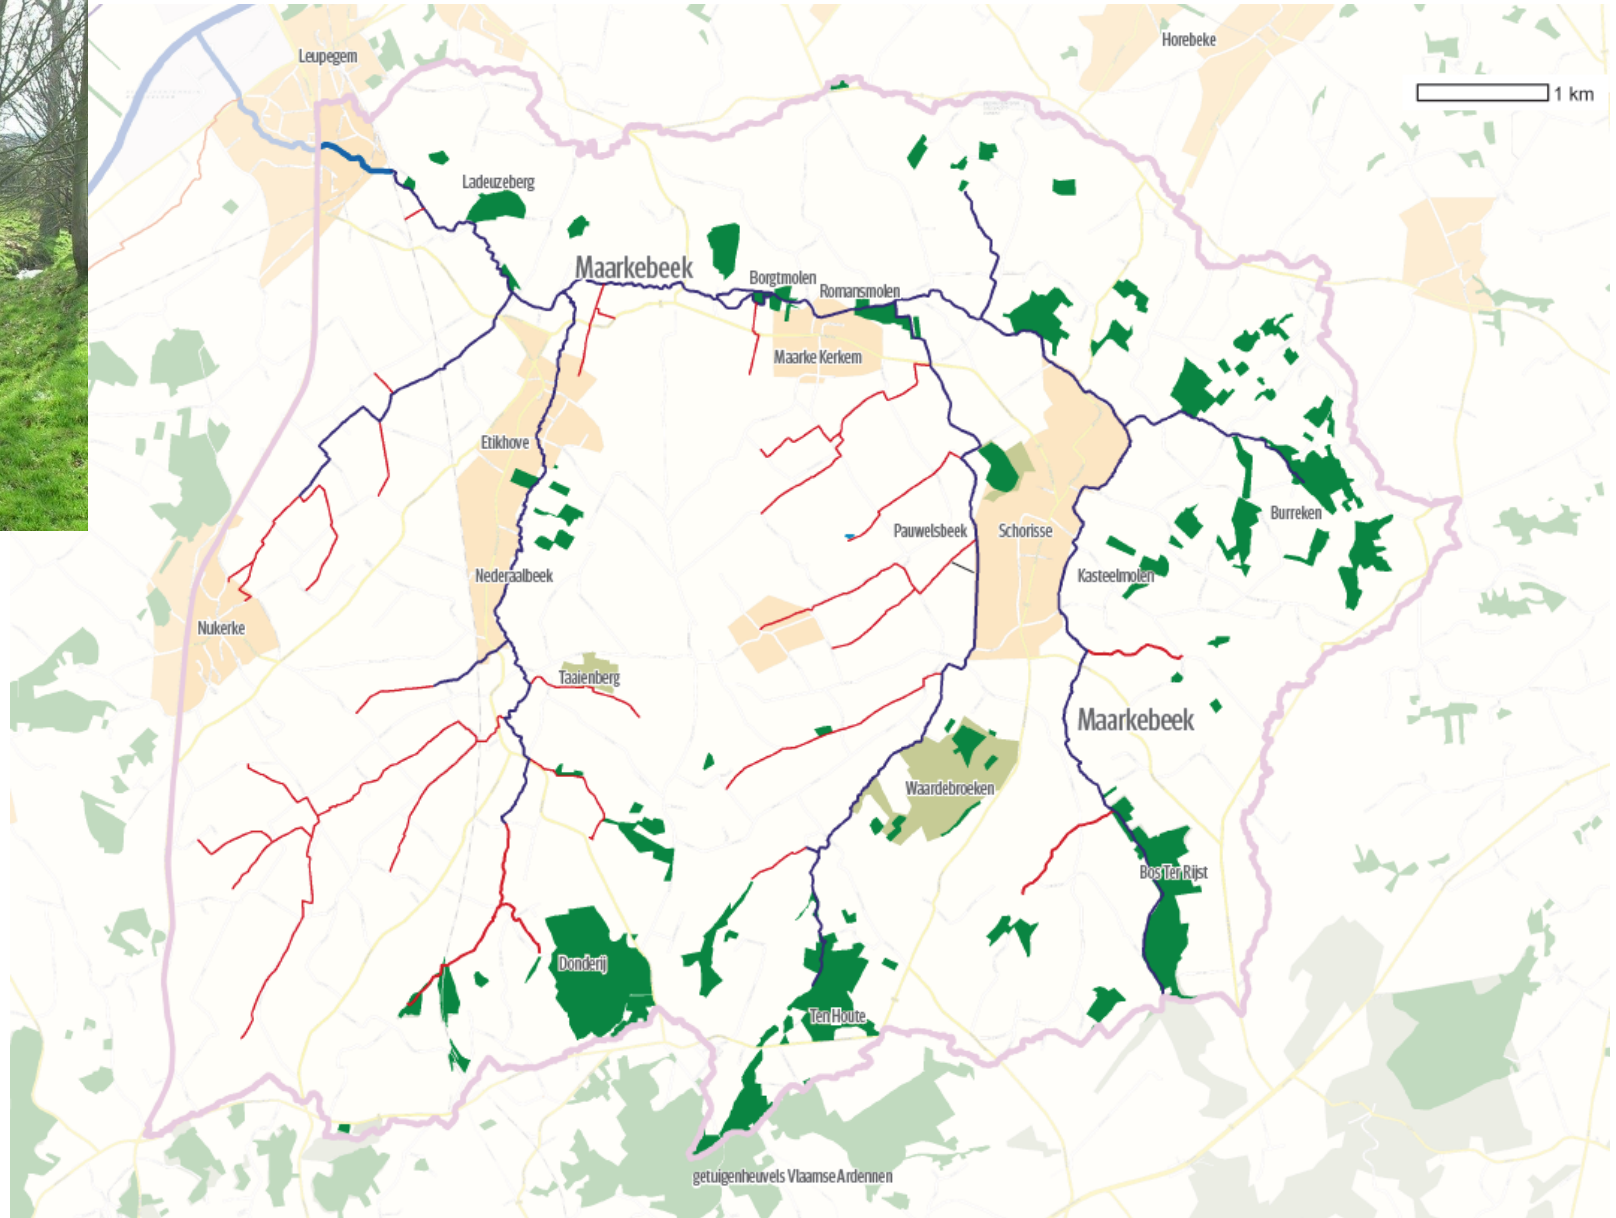 Leupegem
Horebeke
1 km
Ladeuzeberg
Maarkebeek
Borgtmolen
Romansmolen
Maarke Kerkem
Etikhove
Burreken
Pauwelsbeek
Schorisse
Nederaalbeek
Kasteelmolen
Nukerke
Taaienberg
Maarkebeek
Waardebroeken
Bos Ter Rijst
Donderij
Ten Houte
getuigenheuvels Vlaamse Ardennen